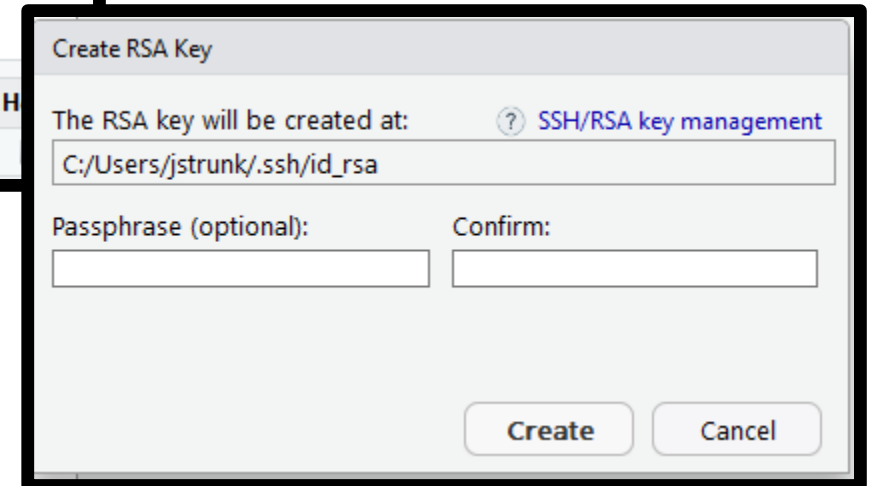 Create RSA Key
H
The RSA key will be created at: ? SSH/RSA key management
C:/Users/jstrunk/.ssh/id_rsa
Passphrase (optional): Confirm:
Create Cancel